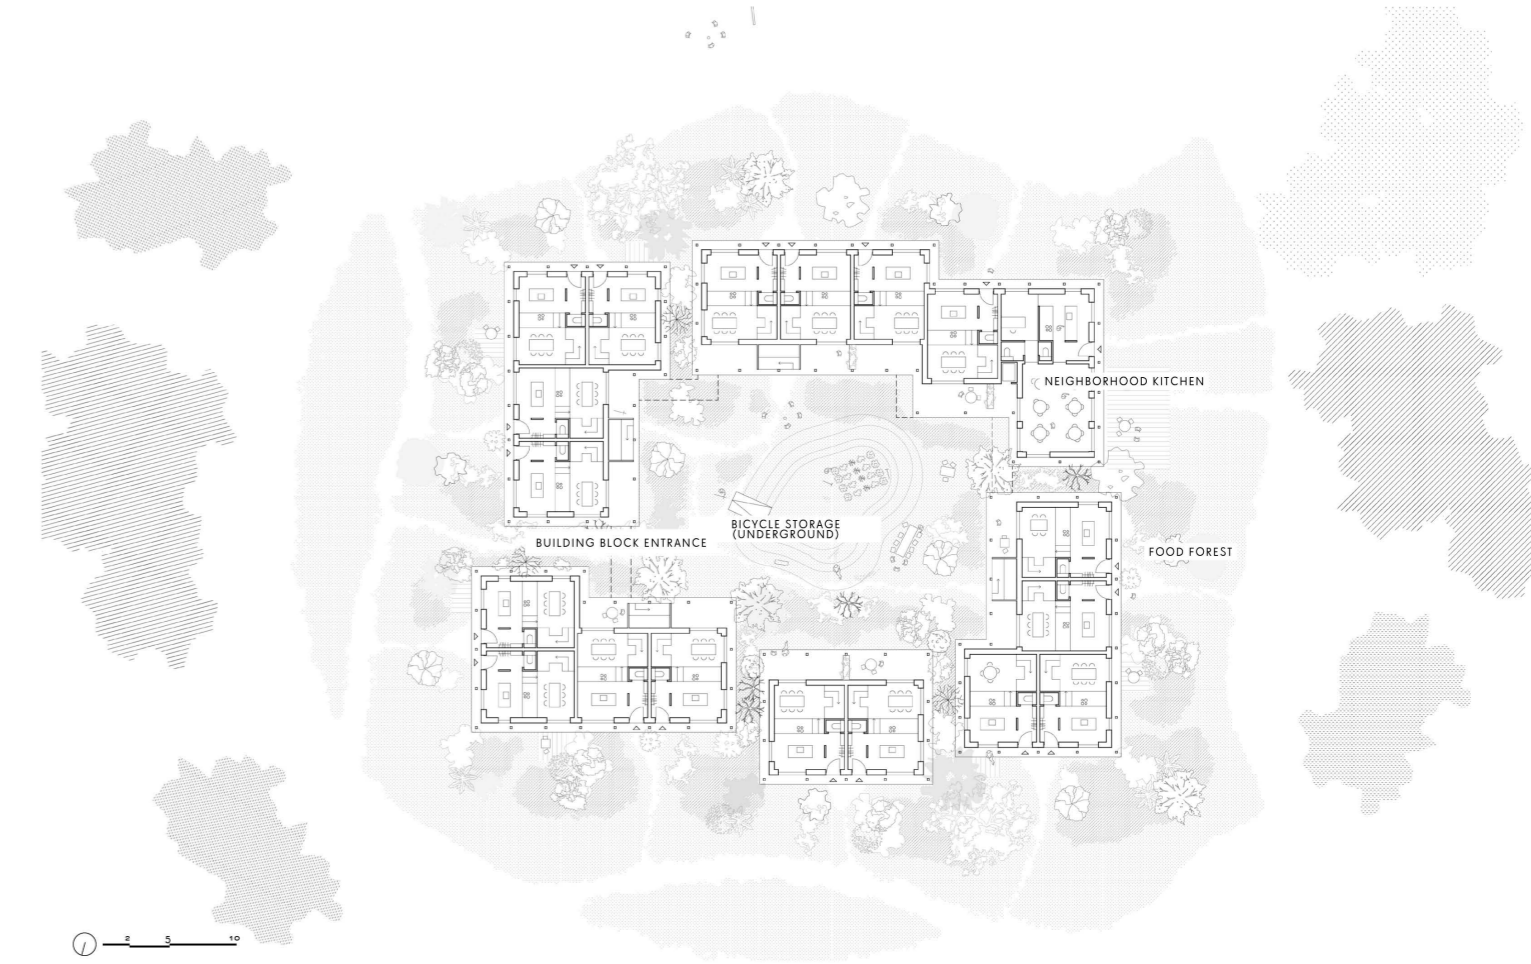 NEIGHBORHOOD KITCHEN
BICYCLE STORAGE
(UNDERGROUND)
BUILDING BLOCK ENTRANCE
FOOD FOREST
2 5 10